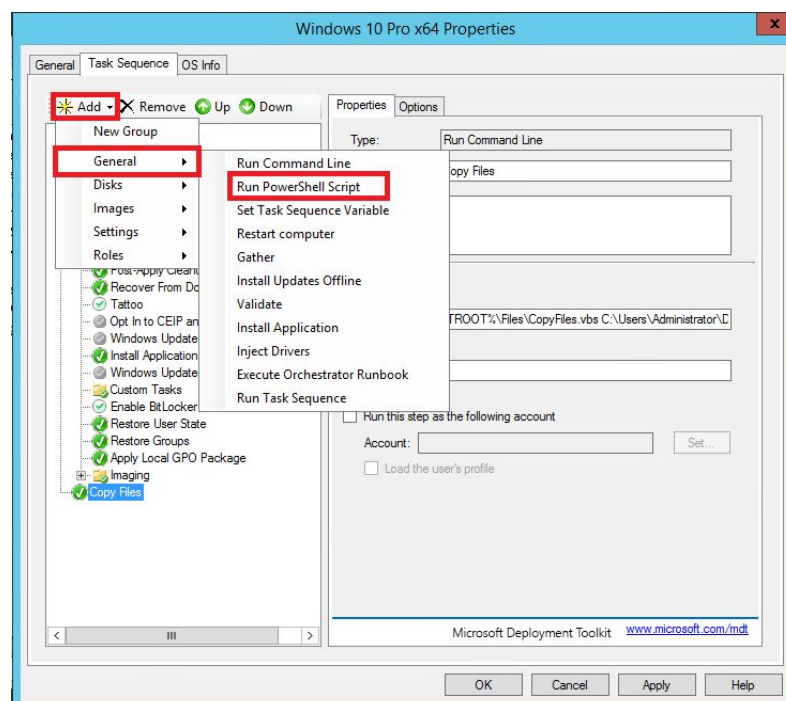 Windows 10 Pro x64 Properties
x
General Task Sequence OS Info
Add Remove Up Down
Properties Options
New Group
General
Disks
Images
Settings
Roles
Run Command Line
Run PowerShell Script
Set Task Sequence Variable
Restart computer
Gather
Install Updates Offline
Validate
Install Application
Inject Drivers
Execute Orchestrator Runbook
Run Task Sequence
Type: Run Command Line
opy Files
TROOT%\Files\CopyFiles.vbs C:\Users\Administrator\D
Post-Apply Cleanu
Recover From Do
Tattoo
Opt In to CEIP an
Windows Update
Install Application
Windows Update
Custom Tasks
Enable BitLocker
Restore User State
Restore Groups
Apply Local GPO Package
Imaging
Copy Files
Run this step as the following account
Account: Set...
Load the user's profile
Microsoft Deployment Toolkit www.microsoft.com/mdt
OK Cancel Apply Help